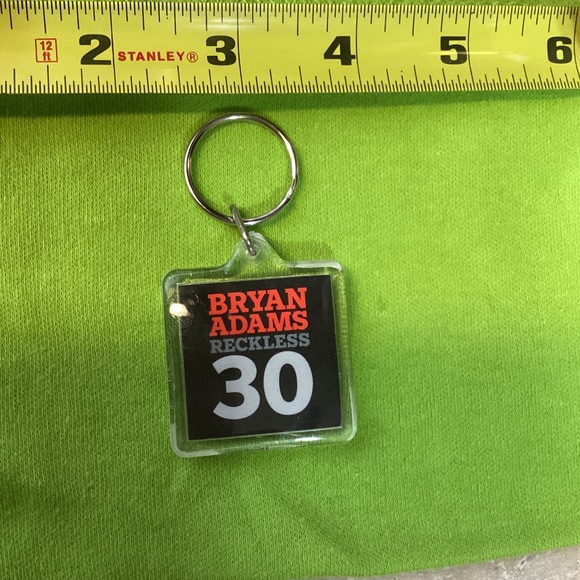 12 ft 2 STANLEY® 3 4 5 6
BRYAN
ADAMS
RECKLESS
30